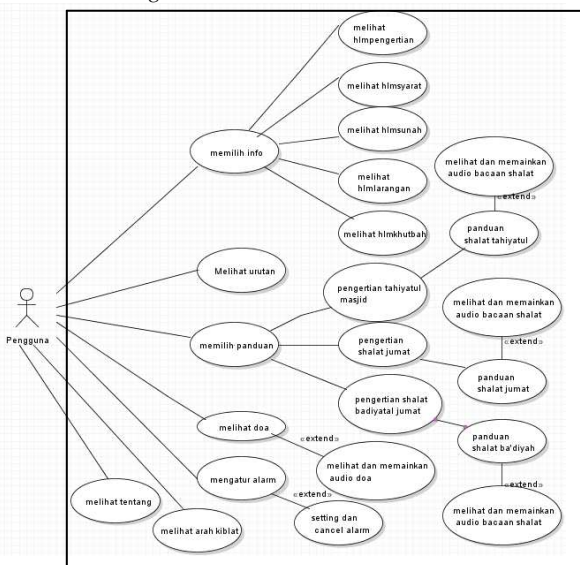 melihat
hlmpengertian
melihat hlmsyarat
melihat hlmsunah
memilih info
melihat
hlmlarangan
melihat hlmkhutbah
melihat dan memainkan
audio bacaan shalat
«extend»
panduan
shalat tahiyatul
Melihat urutan
pengertian tahiyatul
masjid
melihat dan memainkan
audio bacaan shalat
«extend»
Pengguna
memilih panduan
pengertian
shalat jumat
panduan
shalat jumat
pengertian shalat
badiyatal jumat
melihat doa
«extend»
panduan
shalat ba'diyah
melihat dan memainkan
audio doa
«extend»
mengatur alarm
«extend»
melihat tentang
setting dan
cancel alarm
melihat dan memainkan
audio bacaan shalat
melihat arah kiblat